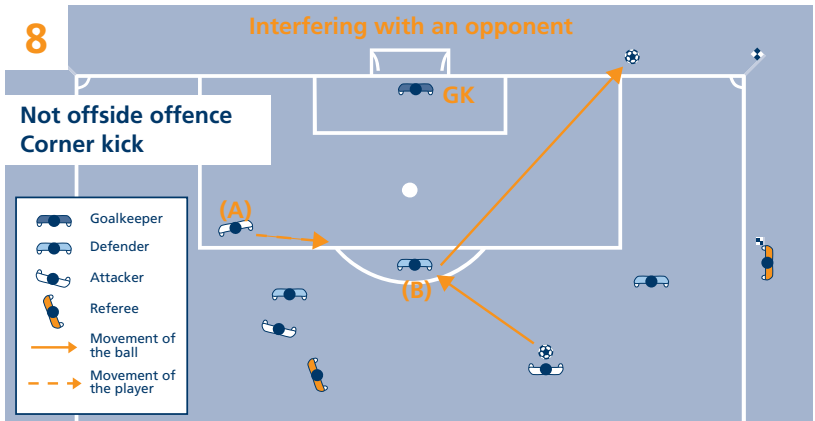 8
Interfering with an opponent
GK
Not offside offence
Corner kick
(A)
(B)
Goalkeeper
Defender
Attacker
Referee
Movement of
the ball
Movement of
the player